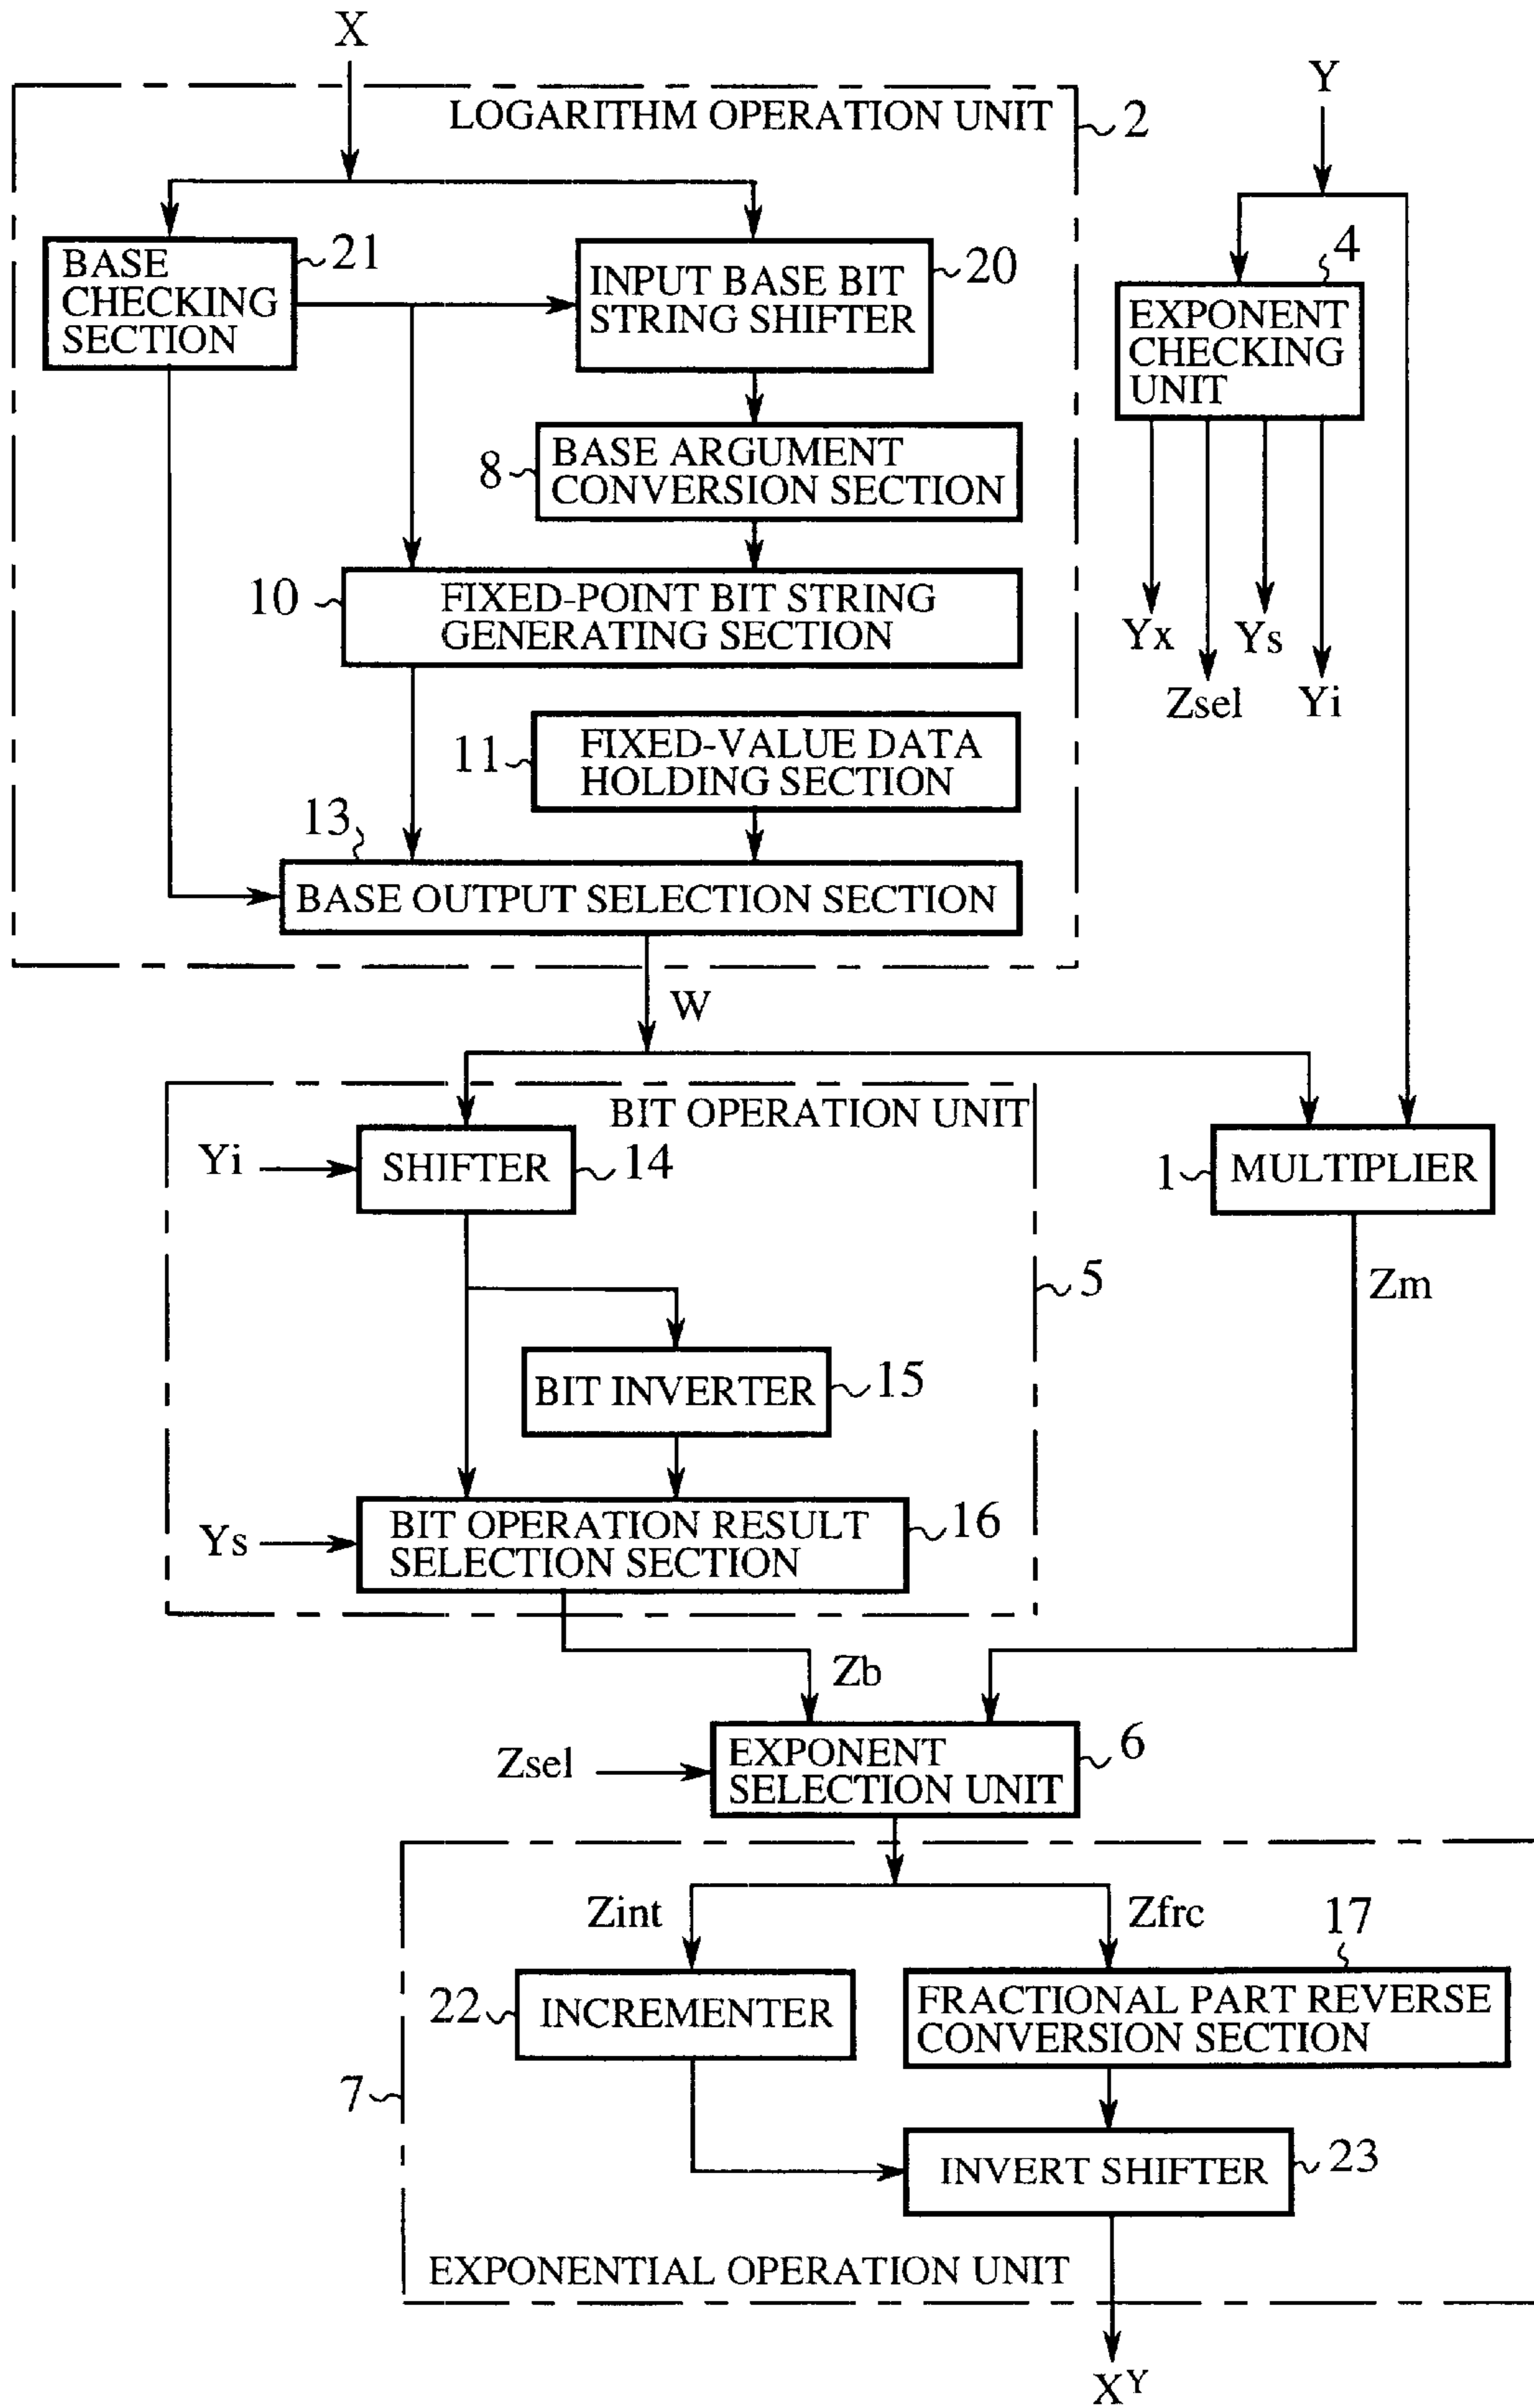 X
LOGARITHM OPERATION UNIT
2
Y
BASE
CHECKING
SECTION
21
INPUT BASE BIT
STRING SHIFTER
20
4
EXPONENT
CHECKING
UNIT
8
BASE ARGUMENT
CONVERSION SECTION
10
FIXED-POINT BIT STRING
GENERATING SECTION
Yx
Zsel
Ys
Yi
11
FIXED-VALUE DATA
HOLDING SECTION
13
BASE OUTPUT SELECTION SECTION
W
BIT OPERATION UNIT
Yi
SHIFTER
14
1
MULTIPLIER
5
Zm
BIT INVERTER
15
Ys
BIT OPERATION RESULT
SELECTION SECTION
16
Zb
Zsel
EXPONENT
SELECTION UNIT
6
Zint
Zfrc
17
22
INCREMENTER
FRACTIONAL PART REVERSE
CONVERSION SECTION
7
INVERT SHIFTER
23
EXPONENTIAL OPERATION UNIT
X^Y